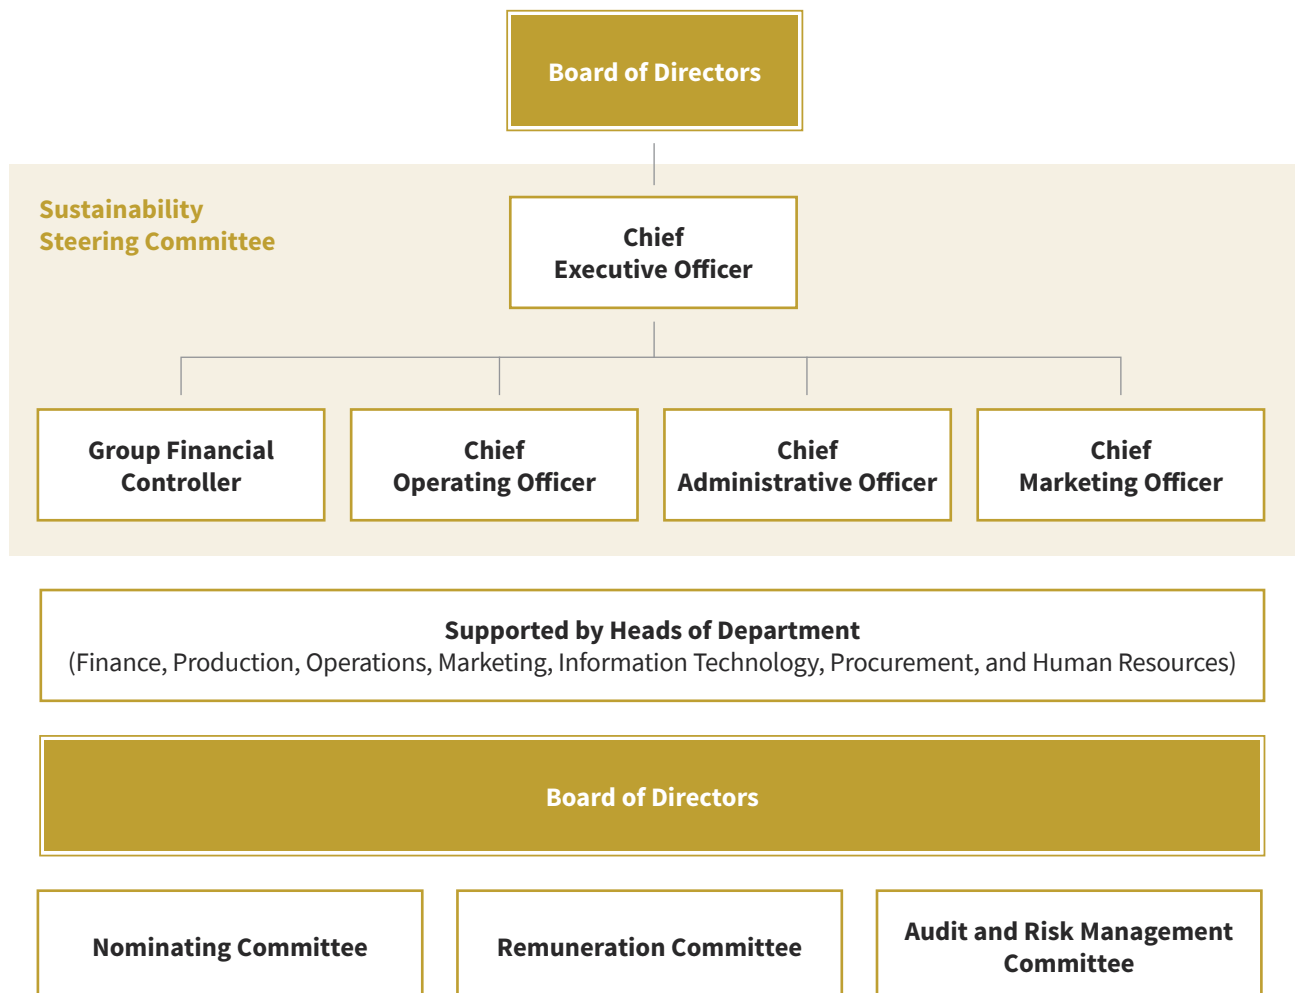 Board of Directors
Sustainability
Steering Committee
Chief
Executive Officer
Group Financial
Controller
Chief
Operating Officer
Chief
Administrative Officer
Chief
Marketing Officer
Supported by Heads of Department
(Finance, Production, Operations, Marketing, Information Technology, Procurement, and Human Resources)
Board of Directors
Nominating Committee
Remuneration Committee
Audit and Risk Management
Committee